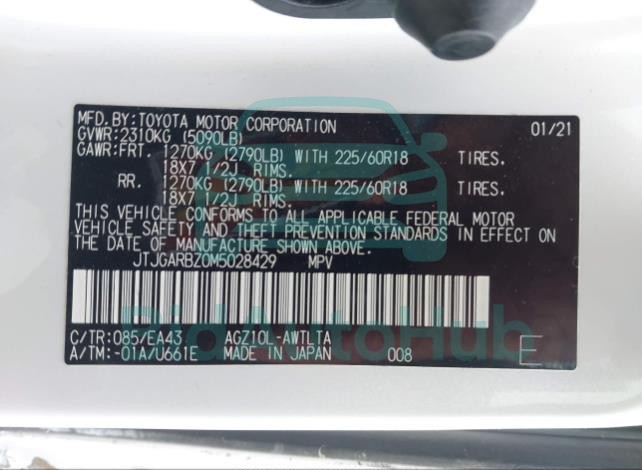 MFD.BY:TOYOTA MOTOR CORPORATION 01/21
GVWR:2310KG (5090LB)
GAWR:FRT. 1270KG (2790LB) WITH 225/60R18 TIRES.
18X7 1/2J RIMS.
RR. 1270KG (2790LB) WITH 225/60R18 TIRES.
18X7 1/2J RIMS.
THIS VEHICLE CONFORMS TO ALL APPLICABLE FEDERAL MOTOR
VEHICLE SAFETY AND THEFT PREVENTION STANDARDS IN EFFECT ON
THE DATE OF MANUFACTURE SHOWN ABOVE.
JTJGARBZ0M5028429 MPV
BidAutoHub
C/TR:085/EA43 AGZ10L-AWTLTA
A/TM:-01A/U661E MADE IN JAPAN 008 E